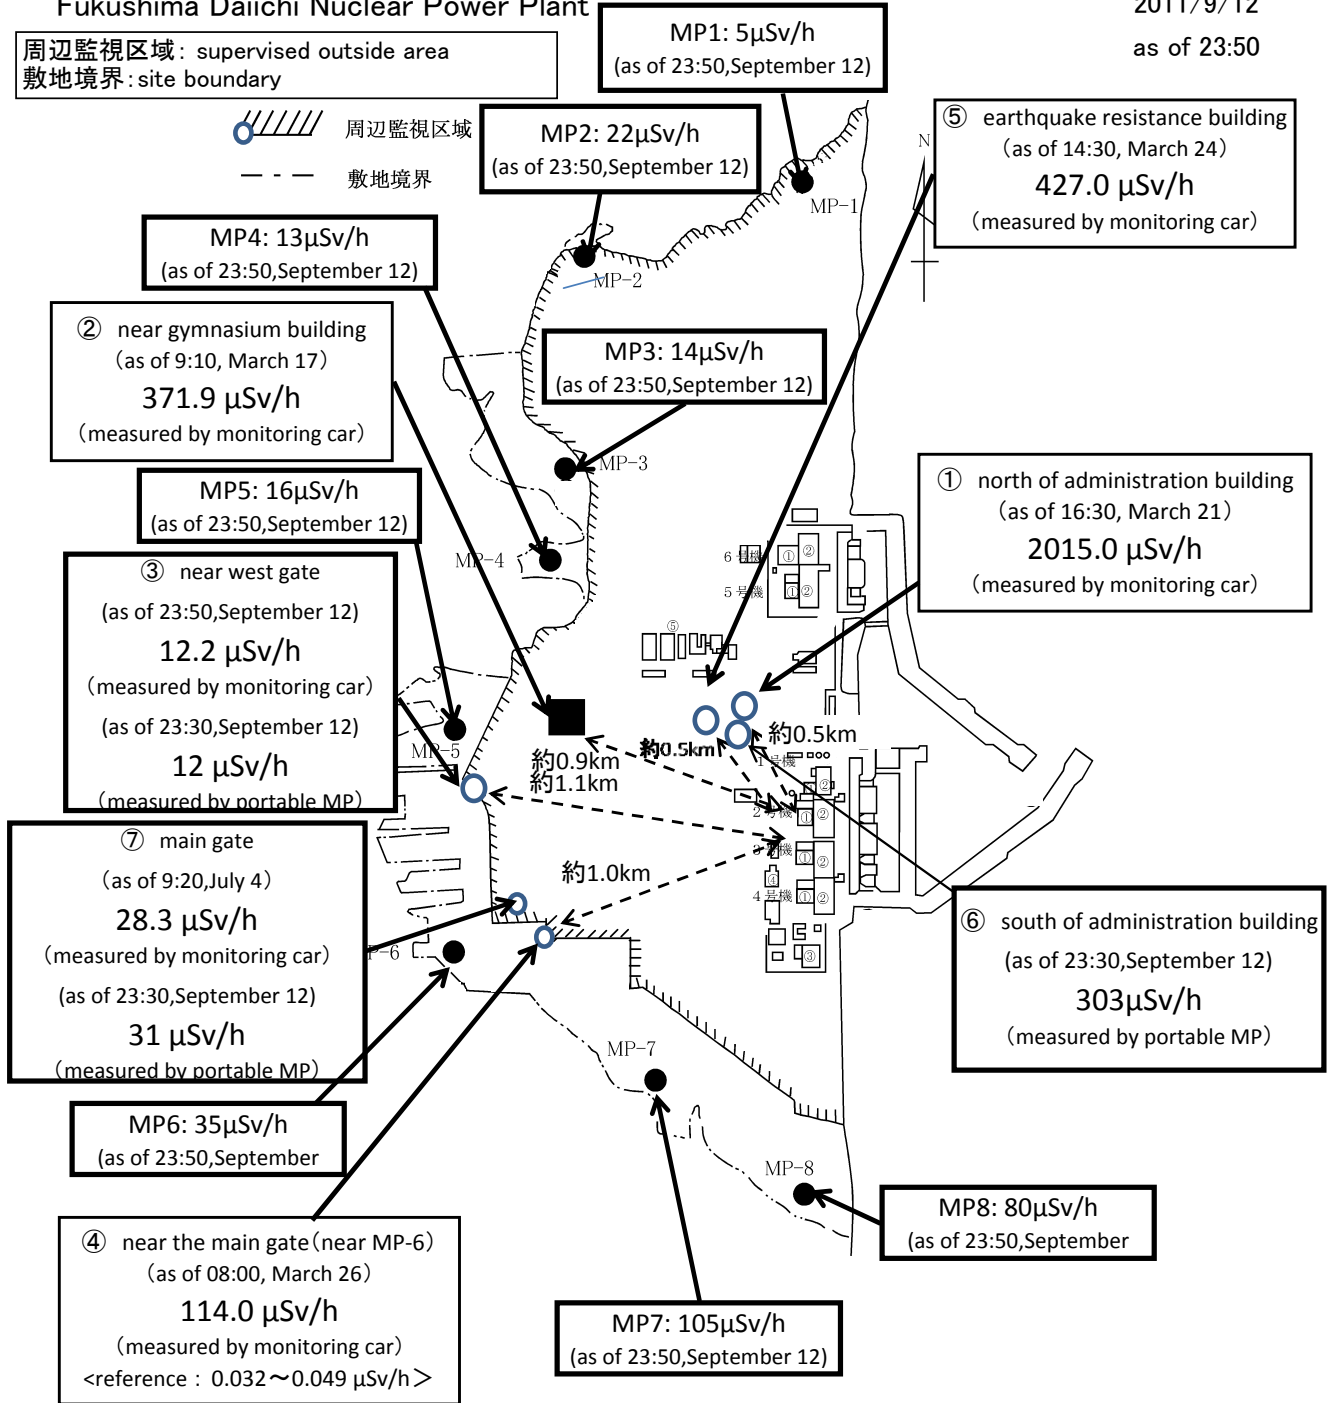 Fukushima Daiichi Nuclear Power Plant
2011/9/12
as of 23:50
周辺監視区域: supervised outside area
敷地境界:site boundary
周辺監視区域
敷地境界
MP1: 5μSv/h
(as of 23:50,September 12)
MP2: 22μSv/h
(as of 23:50,September 12)
⑤ earthquake resistance building
(as of 14:30, March 24)
427.0 μSv/h
(measured by monitoring car)
N
MP-1
MP4: 13μSv/h
(as of 23:50,September 12)
MP-2
② near gymnasium building
(as of 9:10, March 17)
371.9 μSv/h
(measured by monitoring car)
MP3: 14μSv/h
(as of 23:50,September 12)
MP-3
MP5: 16μSv/h
(as of 23:50,September 12)
① north of administration building
(as of 16:30, March 21)
2015.0 μSv/h
(measured by monitoring car)
MP-4
6号機
① ②
5号機
① ②
③ near west gate
(as of 23:50,September 12)
12.2 μSv/h
(measured by monitoring car)
(as of 23:30,September 12)
12 μSv/h
(measured by portable MP)
⑤
MP-5
約0.9km
約1.1km
約0.5km
約0.5km
1号機
②
2号機
① ②
3号機
① ②
④
4号機
① ②
③
約1.0km
⑦ main gate
(as of 9:20,July 4)
28.3 μSv/h
(measured by monitoring car)
(as of 23:30,September 12)
31 μSv/h
(measured by portable MP)
P-6
⑥ south of administration building
(as of 23:30,September 12)
303μSv/h
(measured by portable MP)
MP-7
MP6: 35μSv/h
(as of 23:50,September
MP-8
MP8: 80μSv/h
(as of 23:50,September
④ near the main gate(near MP-6)
(as of 08:00, March 26)
114.0 μSv/h
(measured by monitoring car)
<reference : 0.032~0.049 μSv/h>
MP7: 105μSv/h
(as of 23:50,September 12)